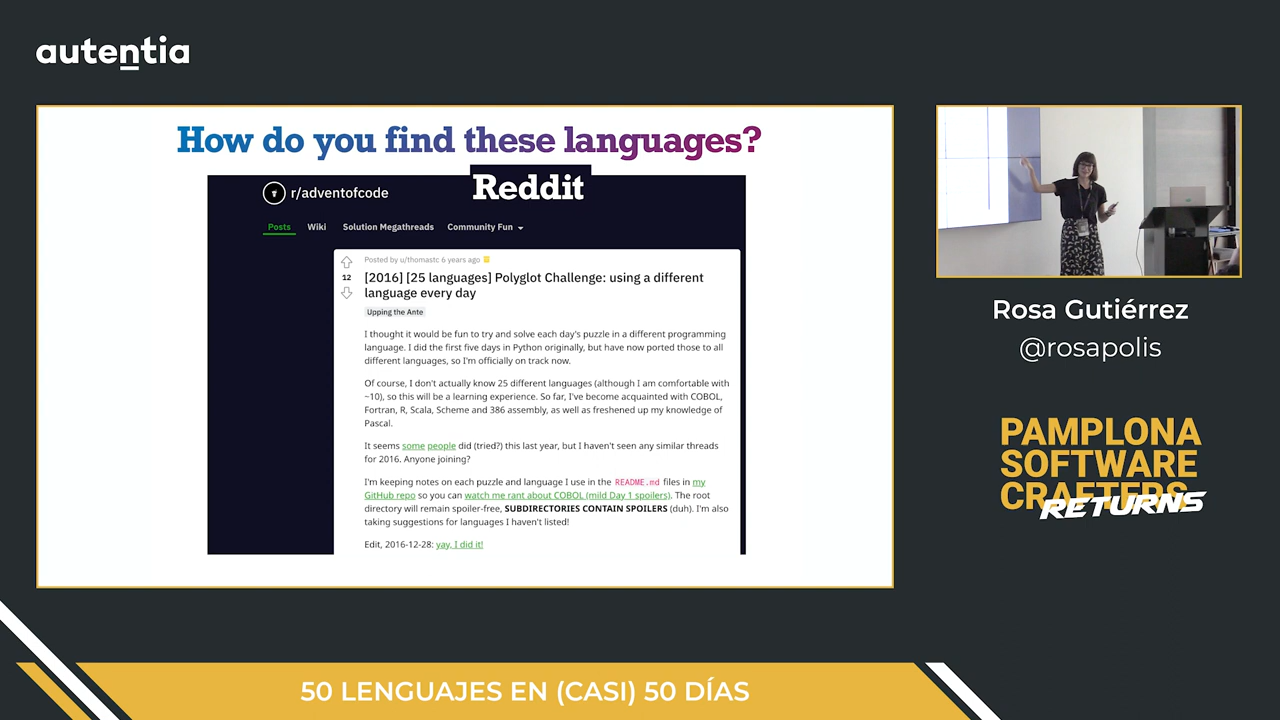 autentia
How do you find these languages?
Reddit
r/adventofcode
Posts Wiki Solution Megathreads Community Fun
Posted by u/thomastc 6 years ago
12
[2016] [25 languages] Polyglot Challenge: using a different
language every day
Upping the Ante
I thought it would be fun to try and solve each day's puzzle in a different programming
language. I did the first five days in Python originally, but have now ported those to all
different languages, so I'm officially on track now.
Of course, I don't actually know 25 different languages (although I am comfortable with
~10), so this will be a learning experience. So far, I've become acquainted with COBOL,
Fortran, R, Scala, Scheme and 386 assembly, as well as freshened up my knowledge of
Pascal.
It seems some people did (tried?) this last year, but I haven't seen any similar threads
for 2016. Anyone joining?
I'm keeping notes on each puzzle and language I use in the README.md files in my
GitHub repo so you can watch me rant about COBOL (mild Day 1 spoilers). The root
directory will remain spoiler-free, SUBDIRECTORIES CONTAIN SPOILERS (duh). I'm also
taking suggestions for languages I haven't listed!
Edit, 2016-12-28: yay, I did it!
Rosa Gutiérrez
@rosapolis
PAMPLONA
SOFTWARE
CRAFTERS
RETURNS
50 LENGUAJES EN (CASI) 50 DÍAS